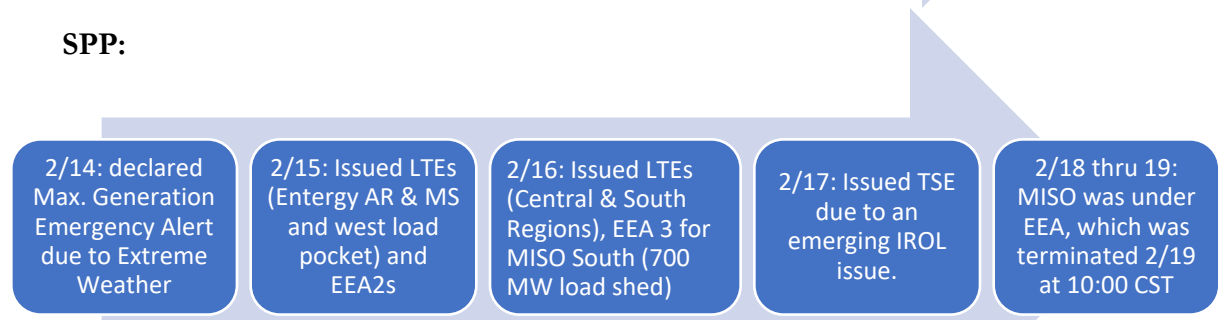 SPP:
2/14: declared
Max. Generation
Emergency Alert
due to Extreme
Weather
2/15: Issued LTEs
(Entergy AR & MS
and west load
pocket) and
EEA2s
2/16: Issued LTEs
(Central & South
Regions), EEA 3 for
MISO South (700
MW load shed)
2/17: Issued TSE
due to an
emerging IROL
issue.
2/18 thru 19:
MISO was under
EEA, which was
terminated 2/19
at 10:00 CST